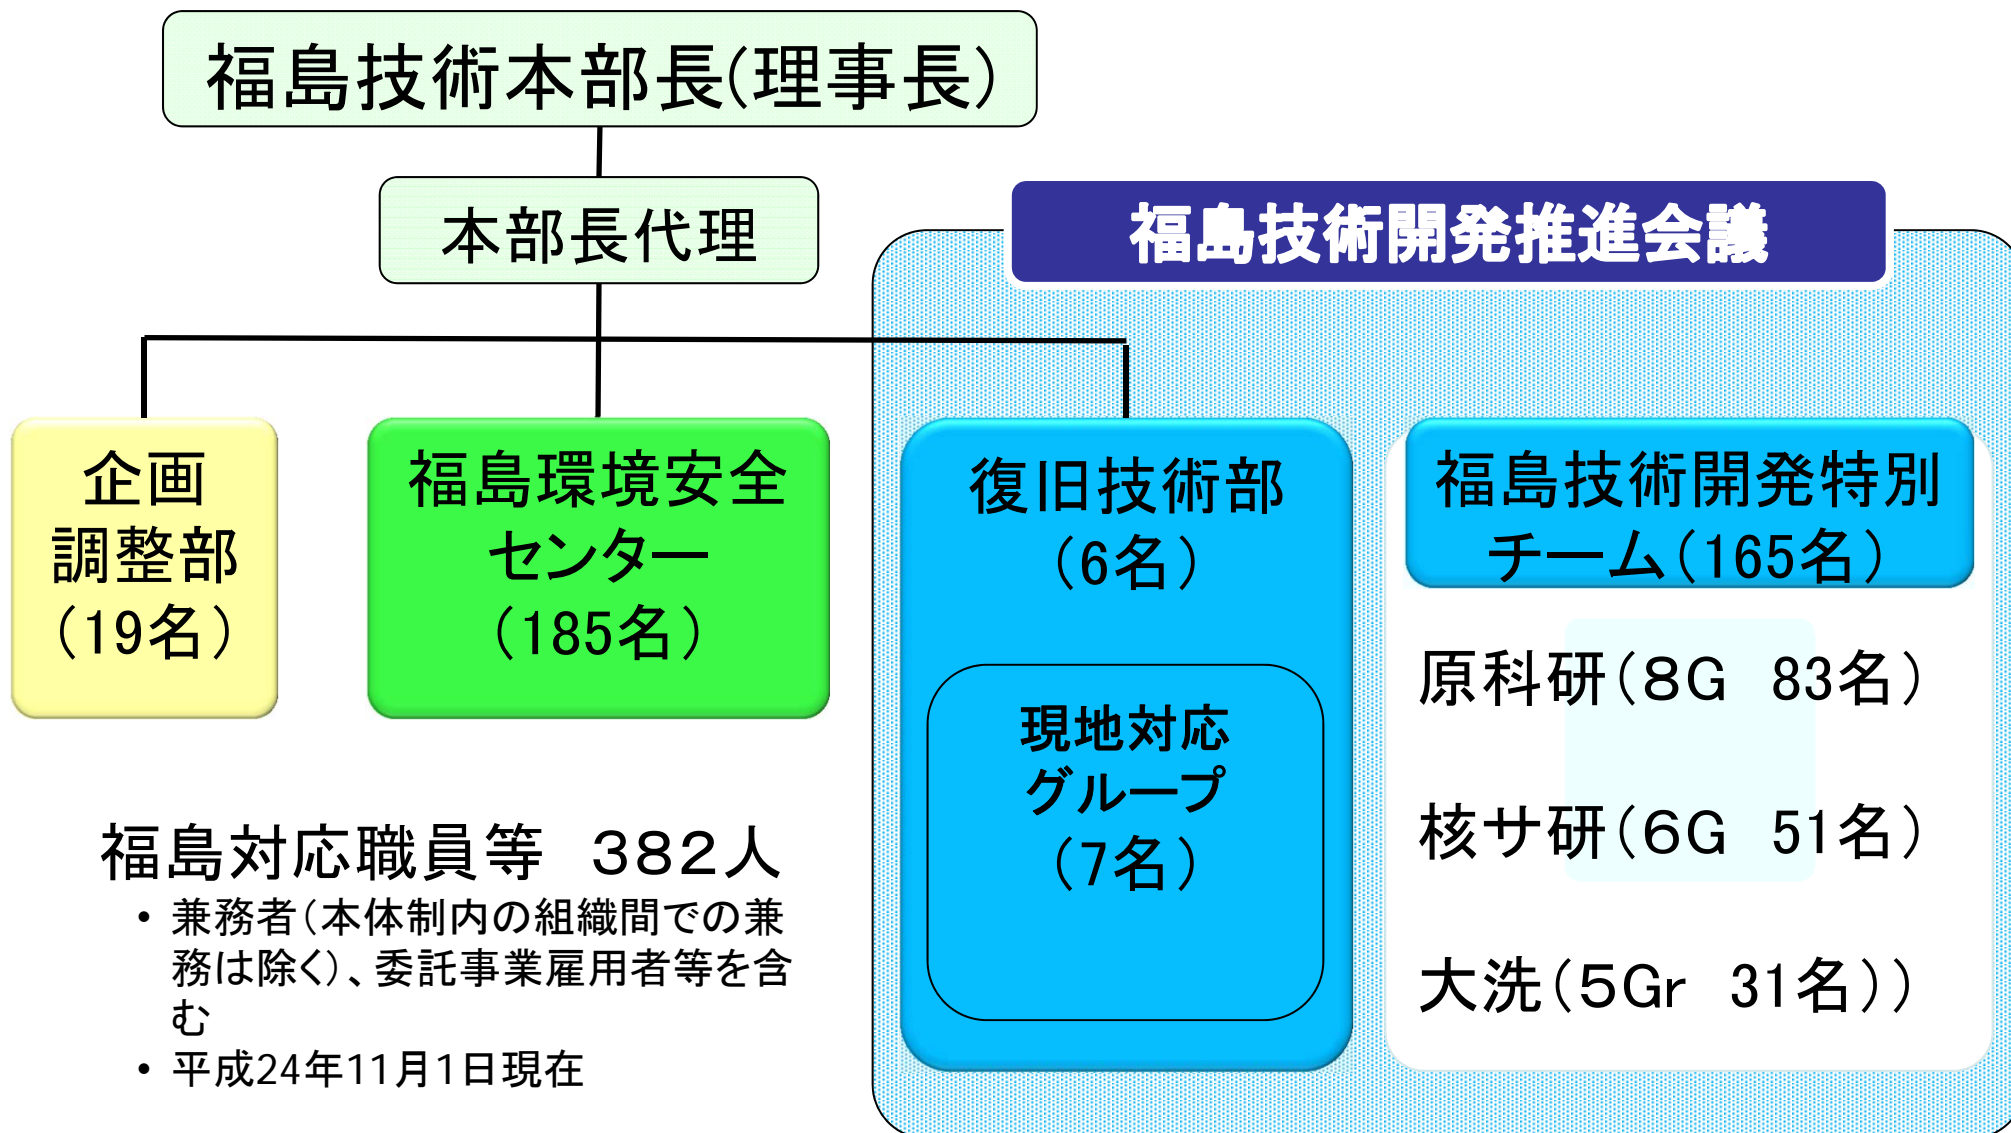 福島技術本部長(理事長)
本部長代理
福島技術開発推進会議
企画
調整部
(19名)
福島環境安全
センター
(185名)
復旧技術部
(6名)
現地対応
グループ
(7名)
福島技術開発特別
チーム(165名)
原科研(8G　83名)
核サ研(6G　51名)
大洗(5Gr　31名))
福島対応職員等　382人
• 兼務者(本体制内の組織間での兼
務は除く)、委託事業雇用者等を含
む
• 平成24年11月1日現在